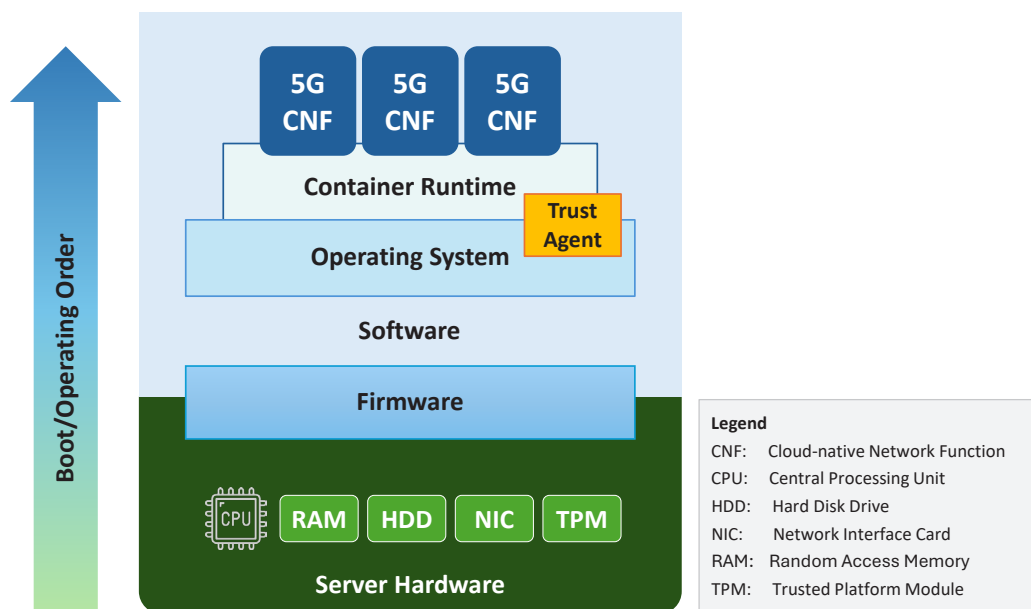 5G
CNF
5G
CNF
5G
CNF
Container Runtime
Trust
Agent
Operating System
Software
Firmware
Boot/Operating Order
CPU
RAM
HDD
NIC
TPM
Server Hardware
Legend
CNF: Cloud-native Network Function
CPU: Central Processing Unit
HDD: Hard Disk Drive
NIC: Network Interface Card
RAM: Random Access Memory
TPM: Trusted Platform Module